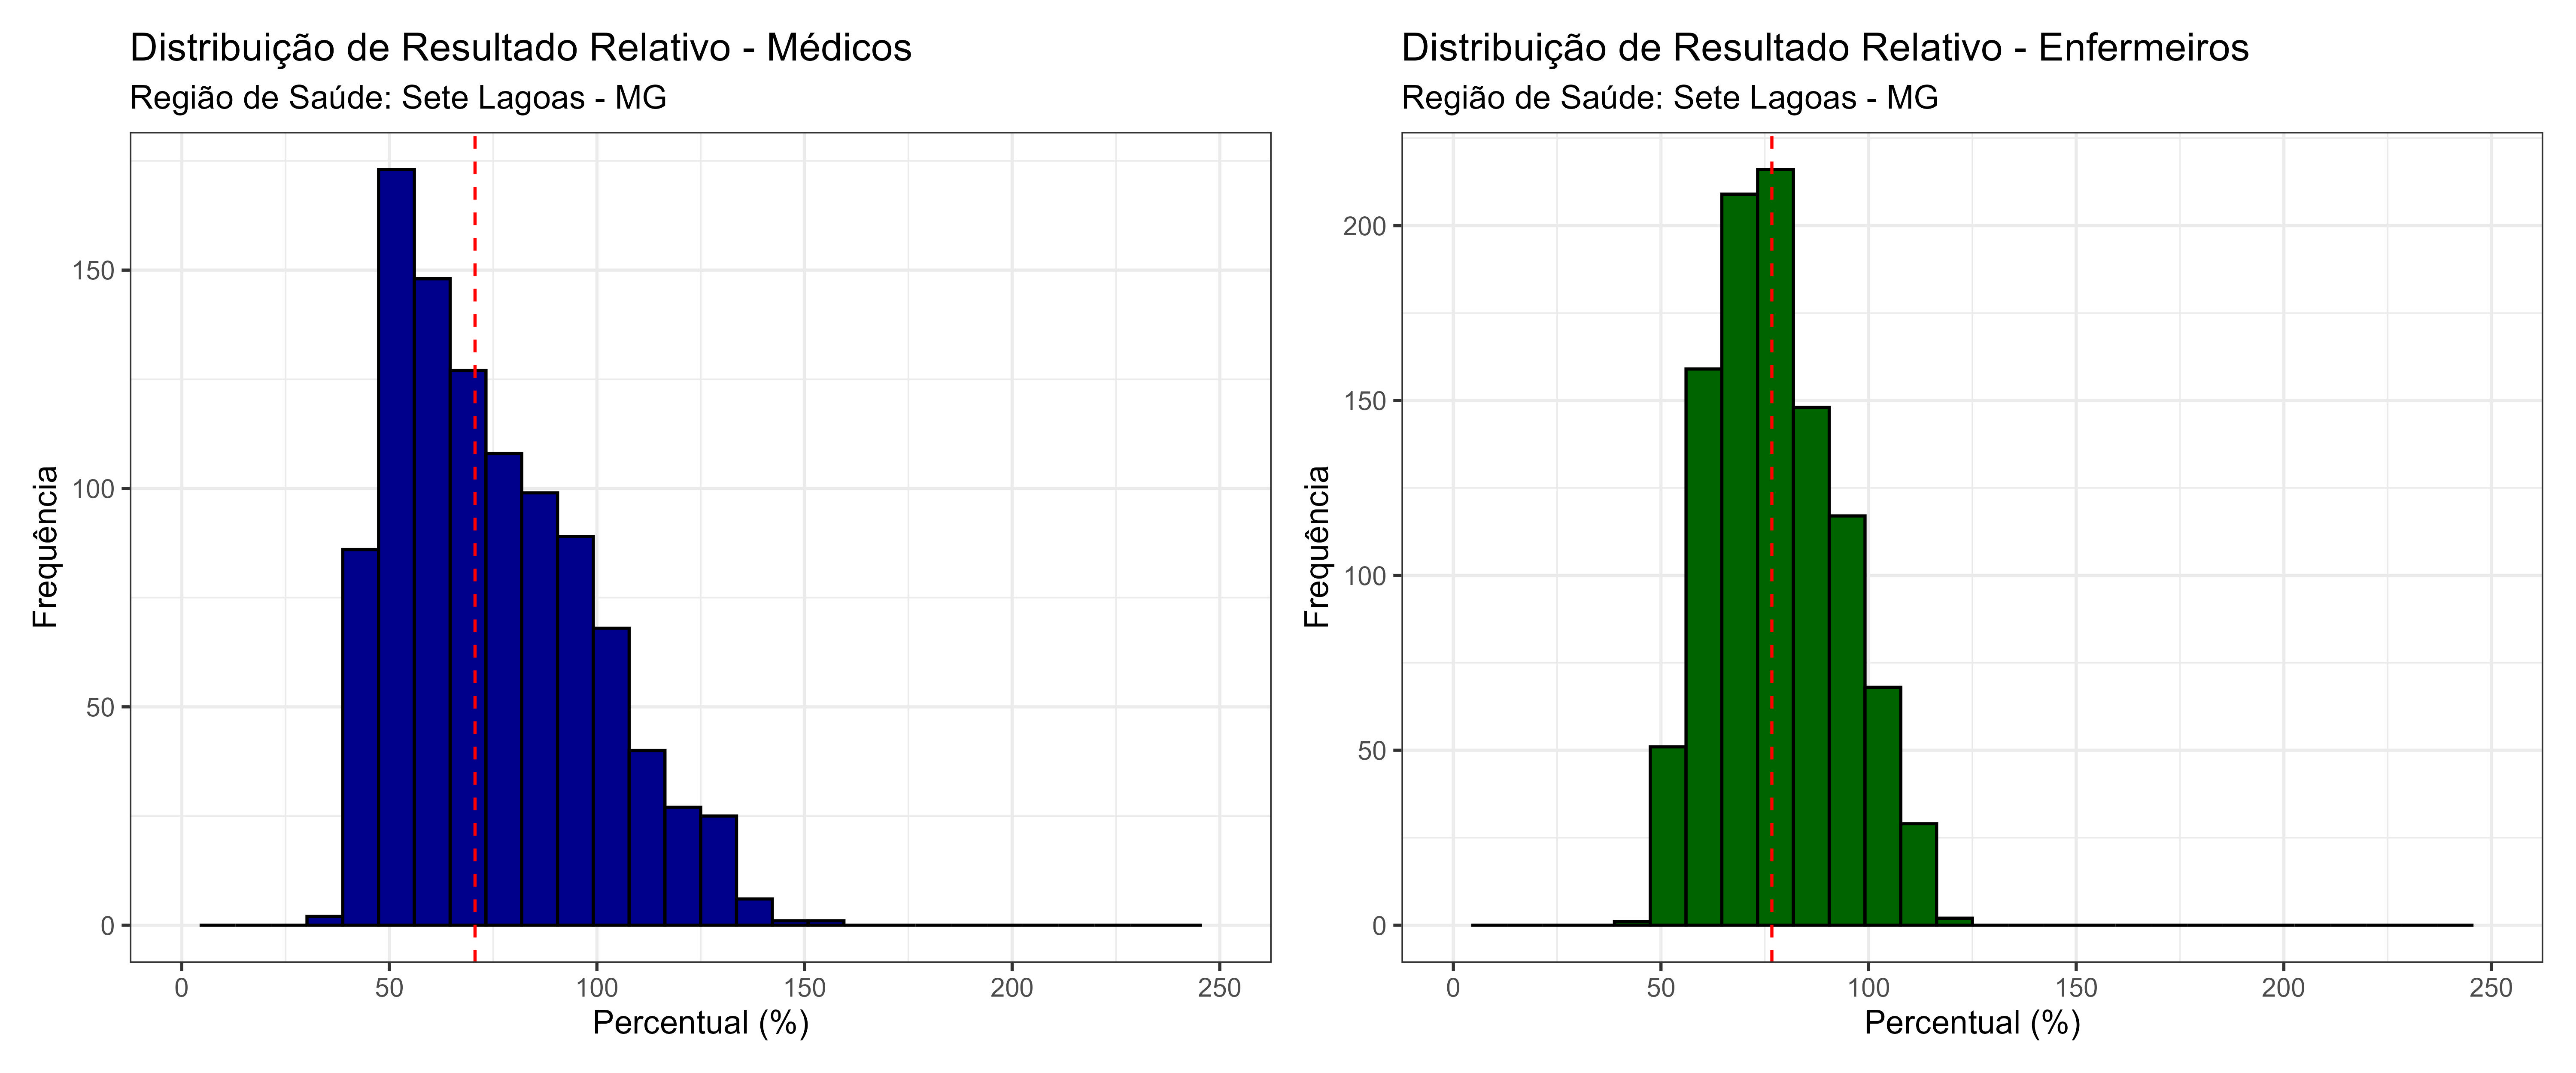 Distribuição de Resultado Relativo - Médicos
Região de Saúde: Sete Lagoas - MG
Frequência
150
100
50
0
0 50 100 150 200 250
Percentual (%)
Distribuição de Resultado Relativo - Enfermeiros
Região de Saúde: Sete Lagoas - MG
Frequência
200
150
100
50
0
0 50 100 150 200 250
Percentual (%)